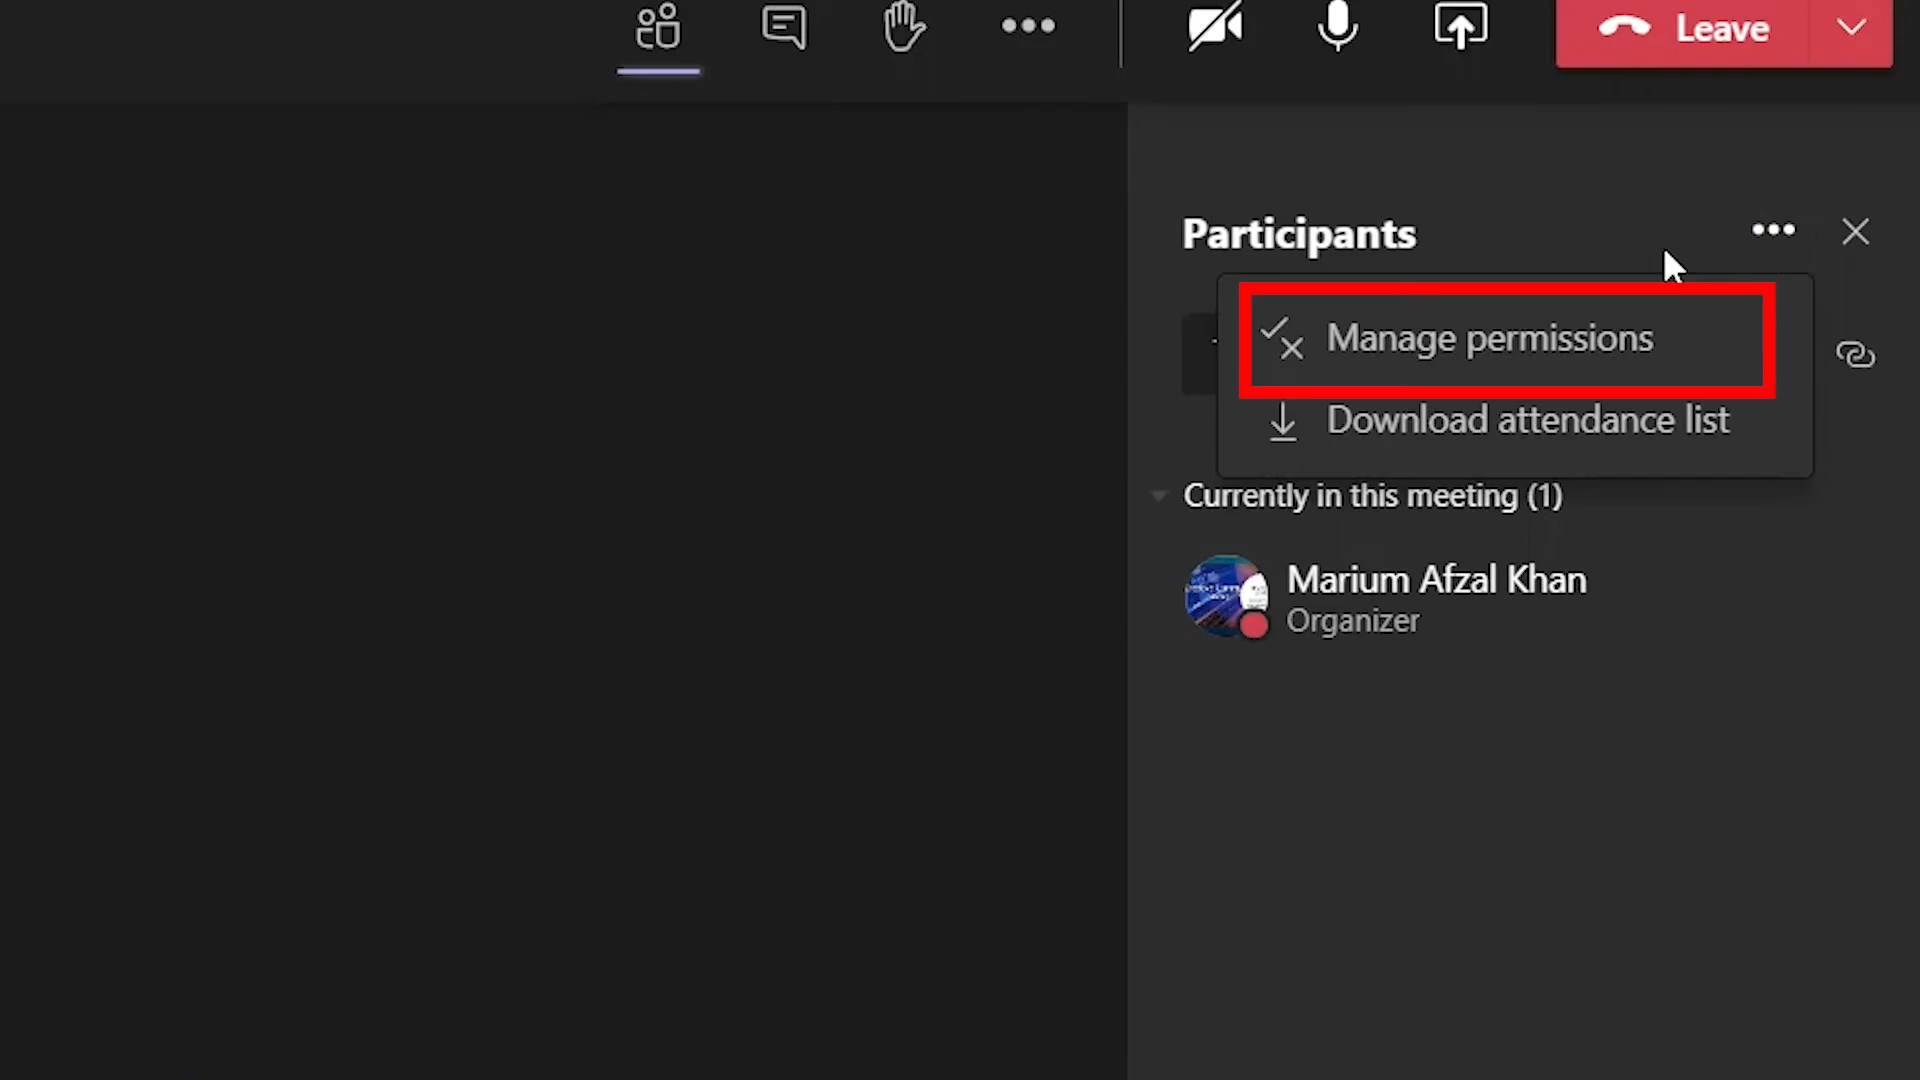 Leave
Participants
Manage permissions
Download attendance list
Currently in this meeting (1)
Marium Afzal Khan
Organizer